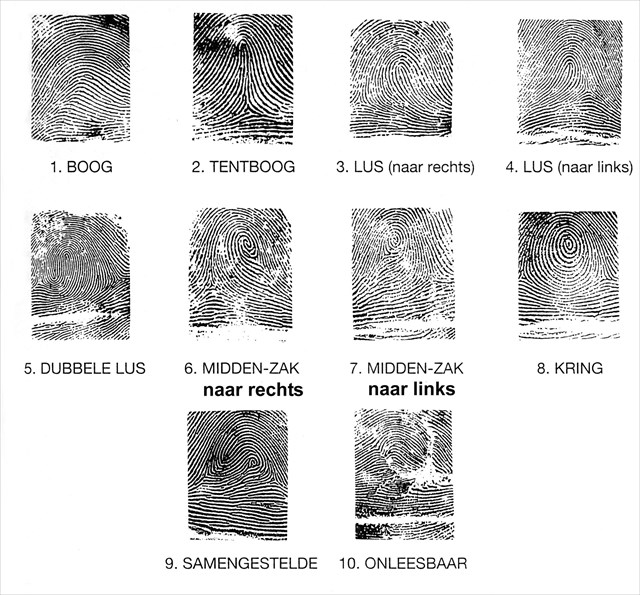 1. BOOG
2. TENTBOOG
3. LUS (naar rechts)
4. LUS (naar links)
5. DUBBELE LUS
6. MIDDEN-ZAK
naar rechts
7. MIDDEN-ZAK
naar links
8. KRING
9. SAMENGESTELDE
10. ONLEESBAAR